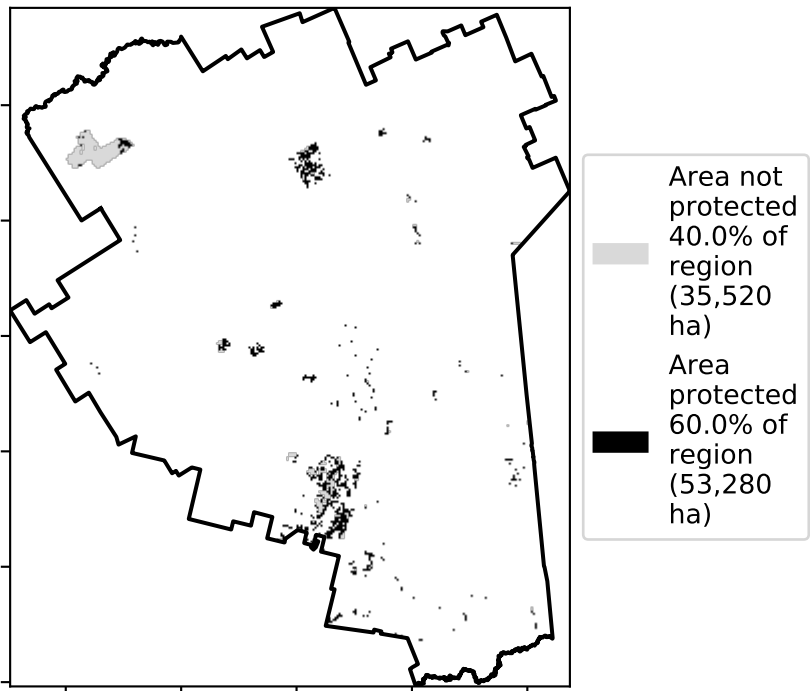 Area not
protected
40.0% of
region
(35,520
ha)
Area
protected
60.0% of
region
(53,280
ha)